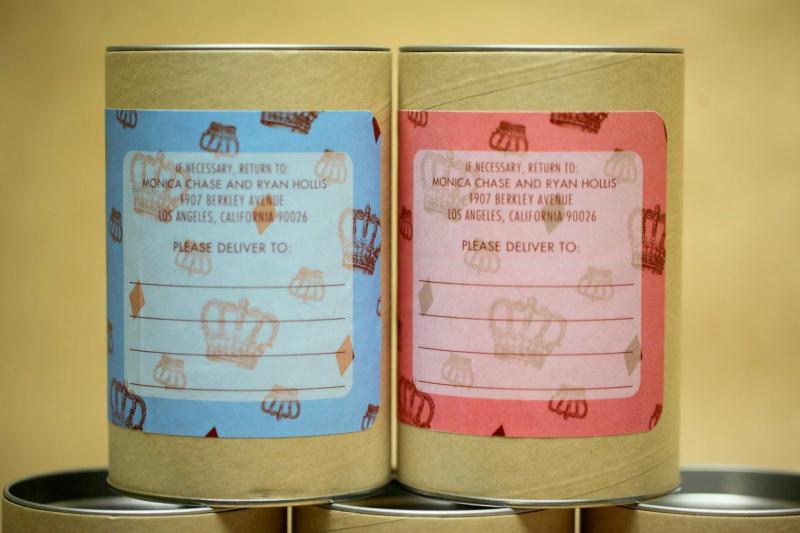 IF NECESSARY, RETURN TO:
MONICA CHASE AND RYAN HOLLIS
1907 BERKLEY AVENUE
LOS ANGELES, CALIFORNIA 90026
PLEASE DELIVER TO:
IF NECESSARY, RETURN TO:
MONICA CHASE AND RYAN HOLLIS
1907 BERKLEY AVENUE
LOS ANGELES, CALIFORNIA 90026
PLEASE DELIVER TO: